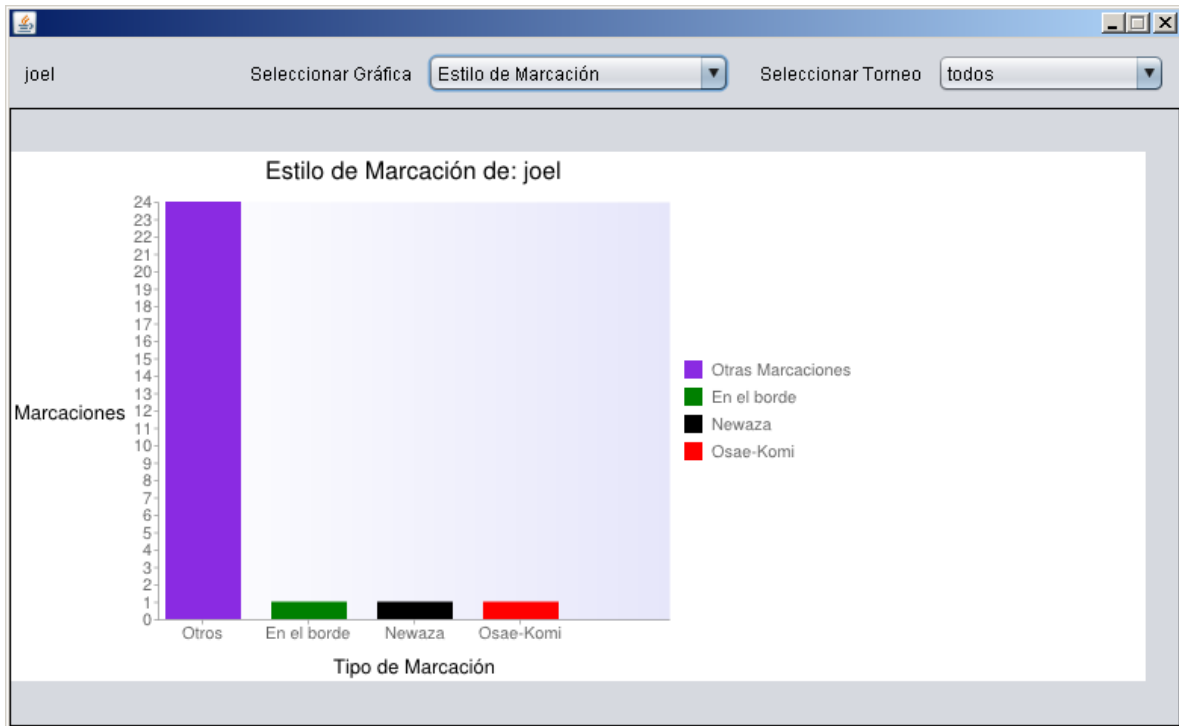 joel Seleccionar Gráfica Estilo de Marcación Seleccionar Torneo todos
Estilo de Marcación de: joel
24
23
22
21
20
19
18
17
16
15
14
13
12
11
10
9
8
7
6
5
4
3
2
1
0
Marcaciones
Otros En el borde Newaza Osae-Komi
Tipo de Marcación
Otras Marcaciones
En el borde
Newaza
Osae-Komi